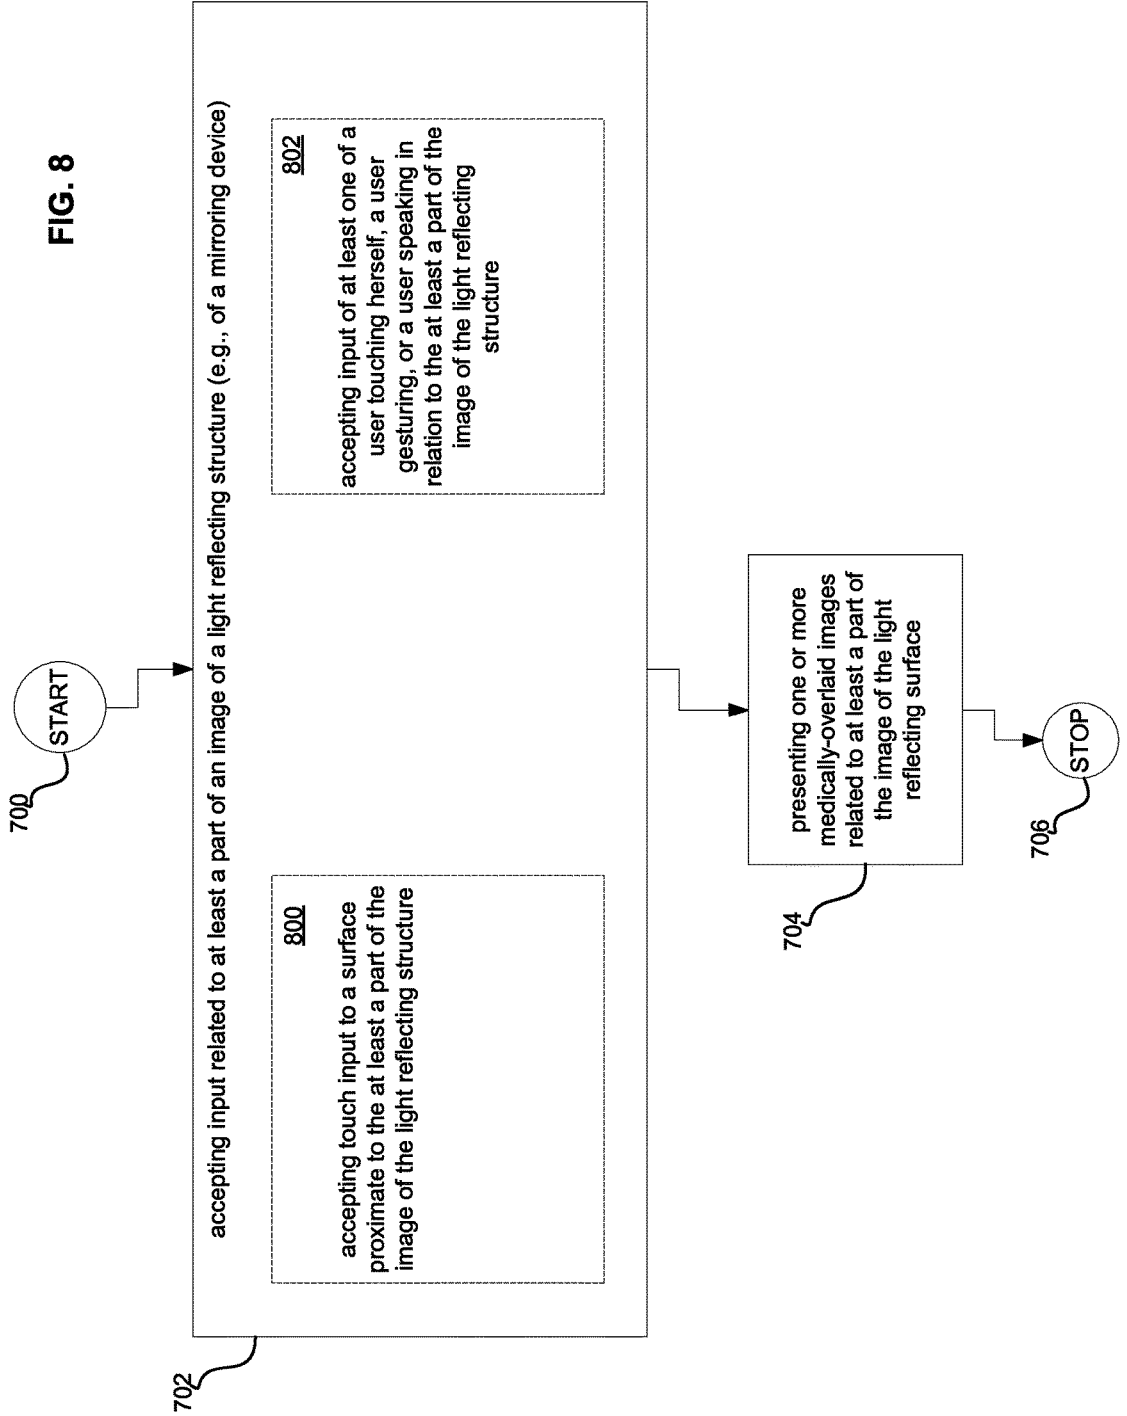 FIG. 8
700
START
702
accepting input related to at least a part of an image of a light reflecting structure (e.g., of a mirroring device)
800
accepting touch input to a surface
proximate to the at least a part of the
image of the light reflecting structure
802
accepting input of at least one of a
user touching herself, a user
gesturing, or a user speaking in
relation to the at least a part of the
image of the light reflecting
structure
704
presenting one or more
medically-overlaid images
related to at least a part of
the image of the light
reflecting surface
706
STOP